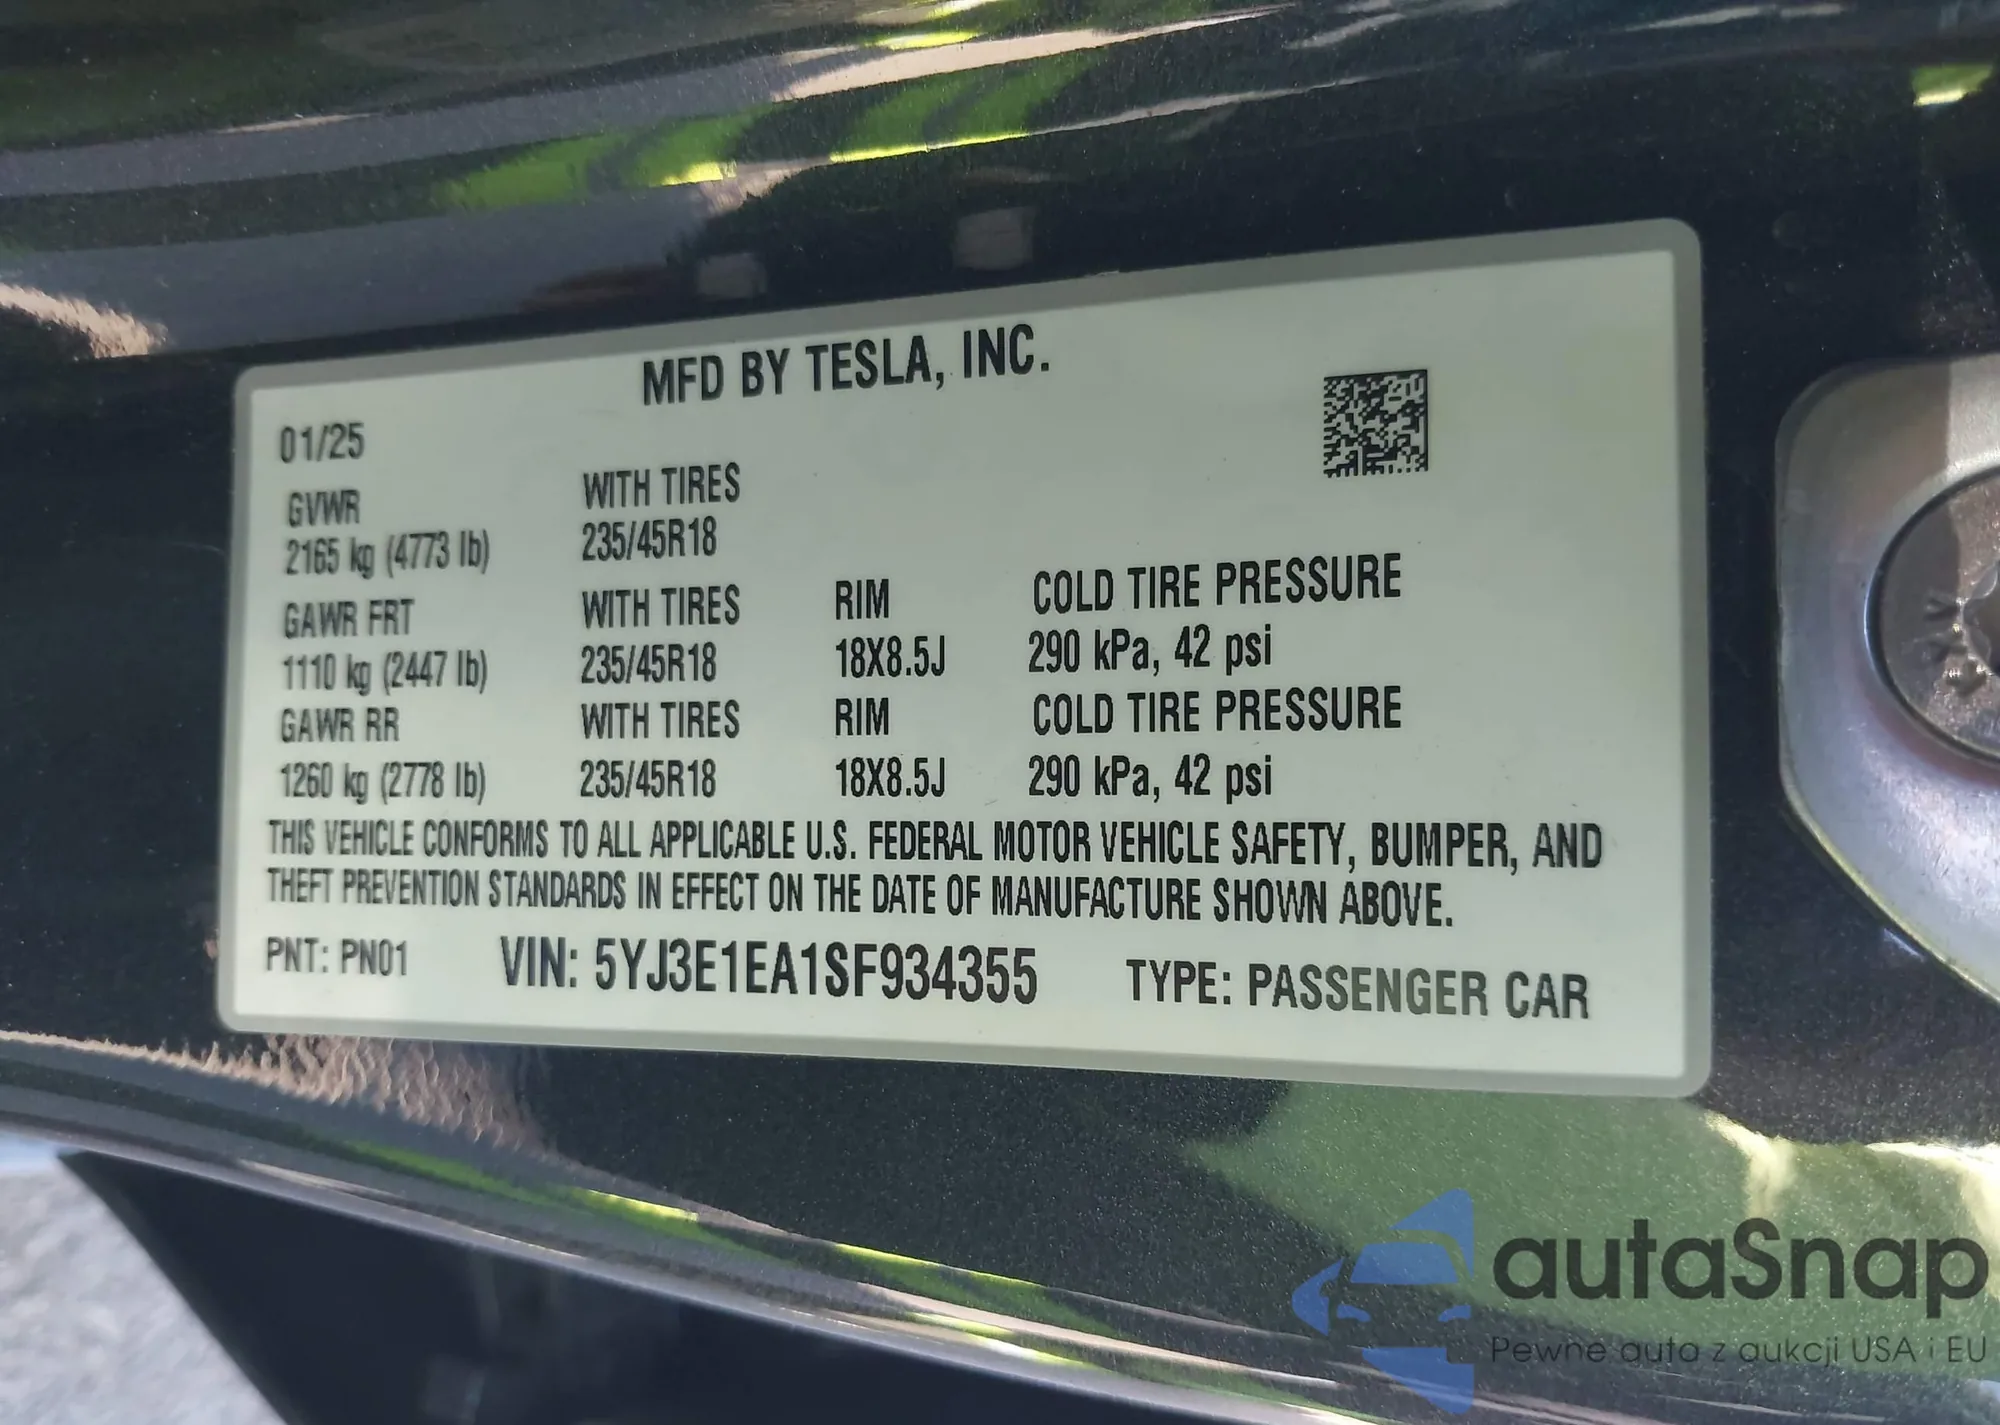 MFD BY TESLA, INC.
01/25
GVWR WITH TIRES
2165 kg (4773 lb) 235/45R18
GAWR FRT WITH TIRES RIM COLD TIRE PRESSURE
1110 kg (2447 lb) 235/45R18 18X8.5J 290 kPa, 42 psi
GAWR RR WITH TIRES RIM COLD TIRE PRESSURE
1260 kg (2778 lb) 235/45R18 18X8.5J 290 kPa, 42 psi
THIS VEHICLE CONFORMS TO ALL APPLICABLE U.S. FEDERAL MOTOR VEHICLE SAFETY, BUMPER, AND
THEFT PREVENTION STANDARDS IN EFFECT ON THE DATE OF MANUFACTURE SHOWN ABOVE.
PNT: PN01 VIN: 5YJ3E1EA1SF934355 TYPE: PASSENGER CAR
autaSnap
Pewne auta z aukcji USA i EU